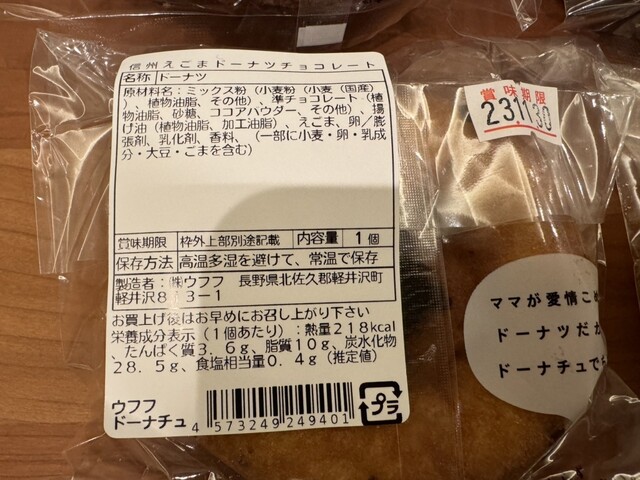 信州えごまドーナツチョコレート
名称 ドーナツ
原材料名：ミックス粉（小麦粉（小麦（国産）
）、植物油脂、その他）、準チョコレート（植
物油脂、砂糖、ココアパウダー、その他）、揚
げ油（植物油脂、加工油脂）、えごま、卵／膨
張剤、乳化剤、香料、（一部に小麦・卵・乳成
分・大豆・ごまを含む）
賞味期限 枠外上部別途記載 内容量 1個
保存方法 高温多湿を避けて、常温で保存
製造者：㈱ウフフ 長野県北佐久郡軽井沢町
軽井沢813－1
お買上げ後はお早めにお召し上がり下さい
栄養成分表示（1個あたり）：熱量218kcal
、たんぱく質3.6g、脂質10g、炭水化物
28.5g、食塩相当量0.4g（推定値）
ウフフ
ドーナチュ
4 573249 249401
プラ
賞味期限
231130
ママが愛情こめ
ドーナツだか
ドーナチュで